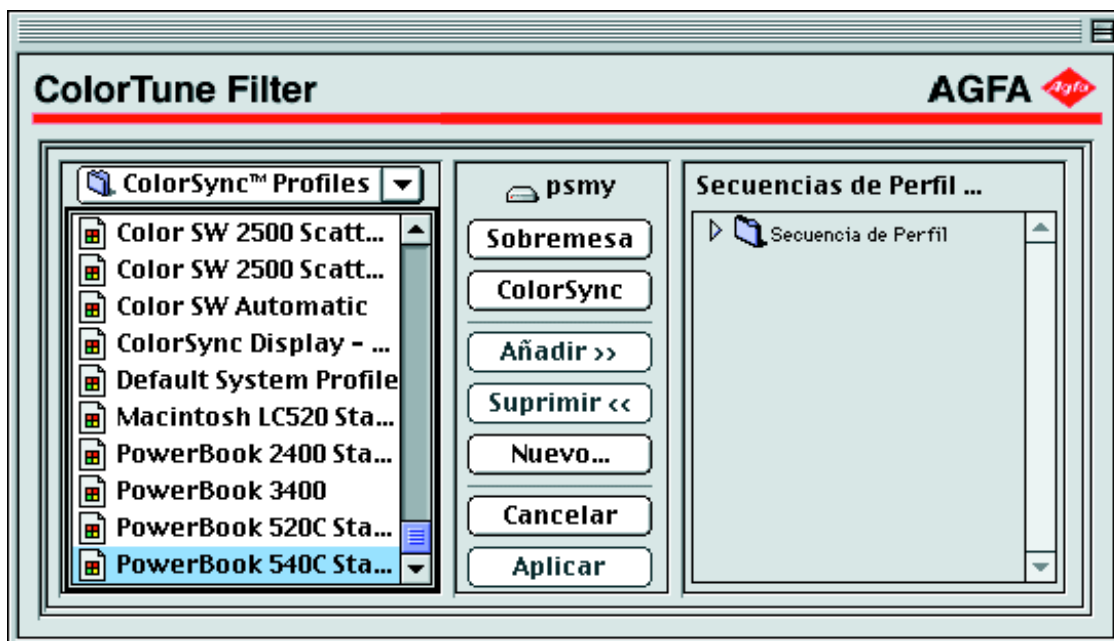 ColorTune Filter
AGFA Agfa
ColorSync™ Profiles
Color SW 2500 Scatt...
Color SW 2500 Scatt...
Color SW Automatic
ColorSync Display - ...
Default System Profile
Macintosh LC520 Sta...
PowerBook 2400 Sta...
PowerBook 3400
PowerBook 520C Sta...
PowerBook 540C Sta...
psmy
Sobremesa
ColorSync
Añadir >>
Suprimir <<
Nuevo...
Cancelar
Aplicar
Secuencias de Perfil ...
Secuencia de Perfil